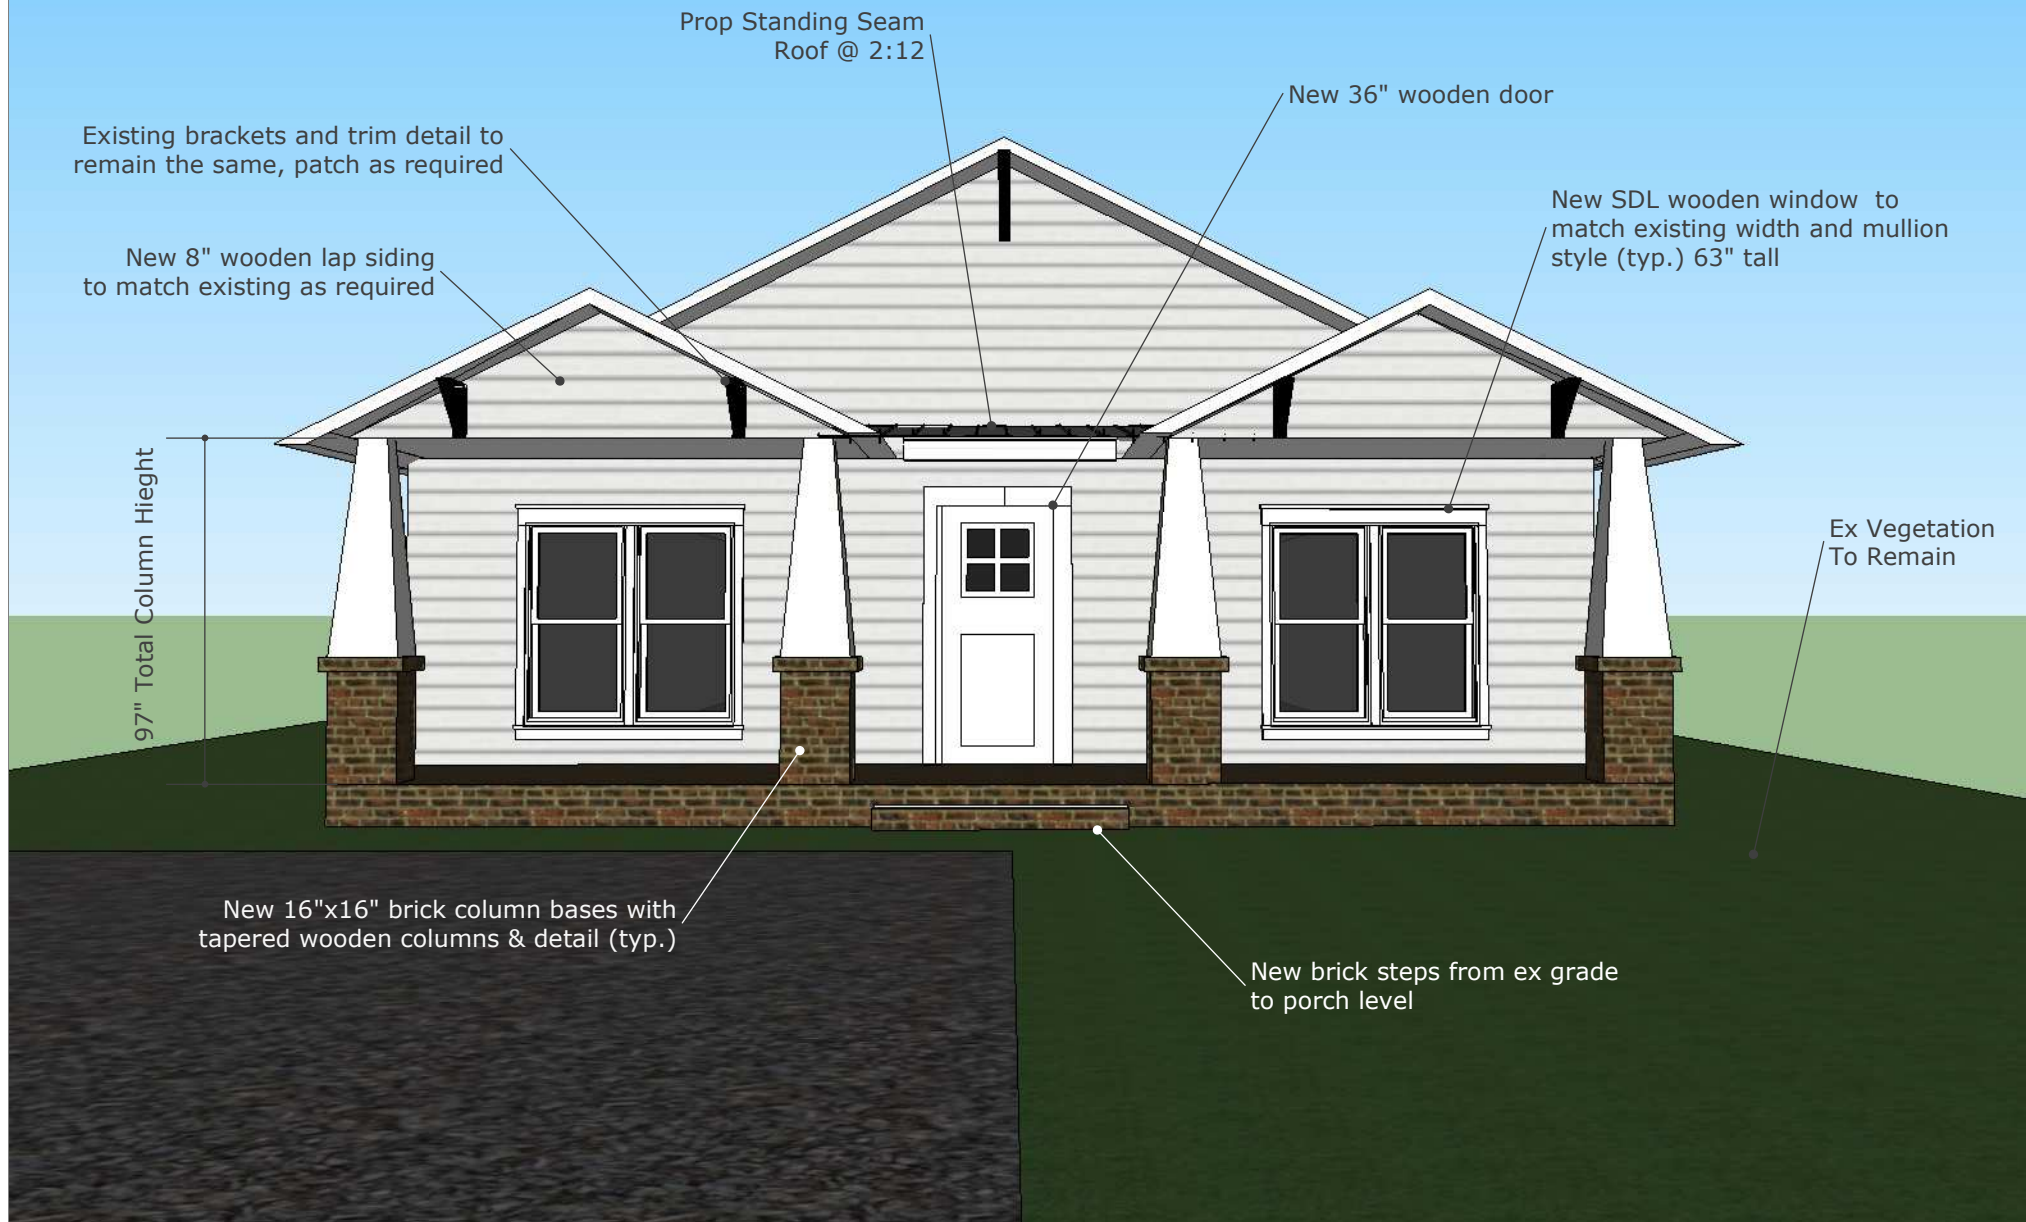 Prop Standing Seam
Roof @ 2:12
New 36" wooden door
Existing brackets and trim detail to
remain the same, patch as required
New SDL wooden window  to
match existing width and mullion
style (typ.) 63" tall
New 8" wooden lap siding
to match existing as required
97" Total Column Hieght
Ex Vegetation
To Remain
New 16"x16" brick column bases with
tapered wooden columns & detail (typ.)
New brick steps from ex grade
to porch level